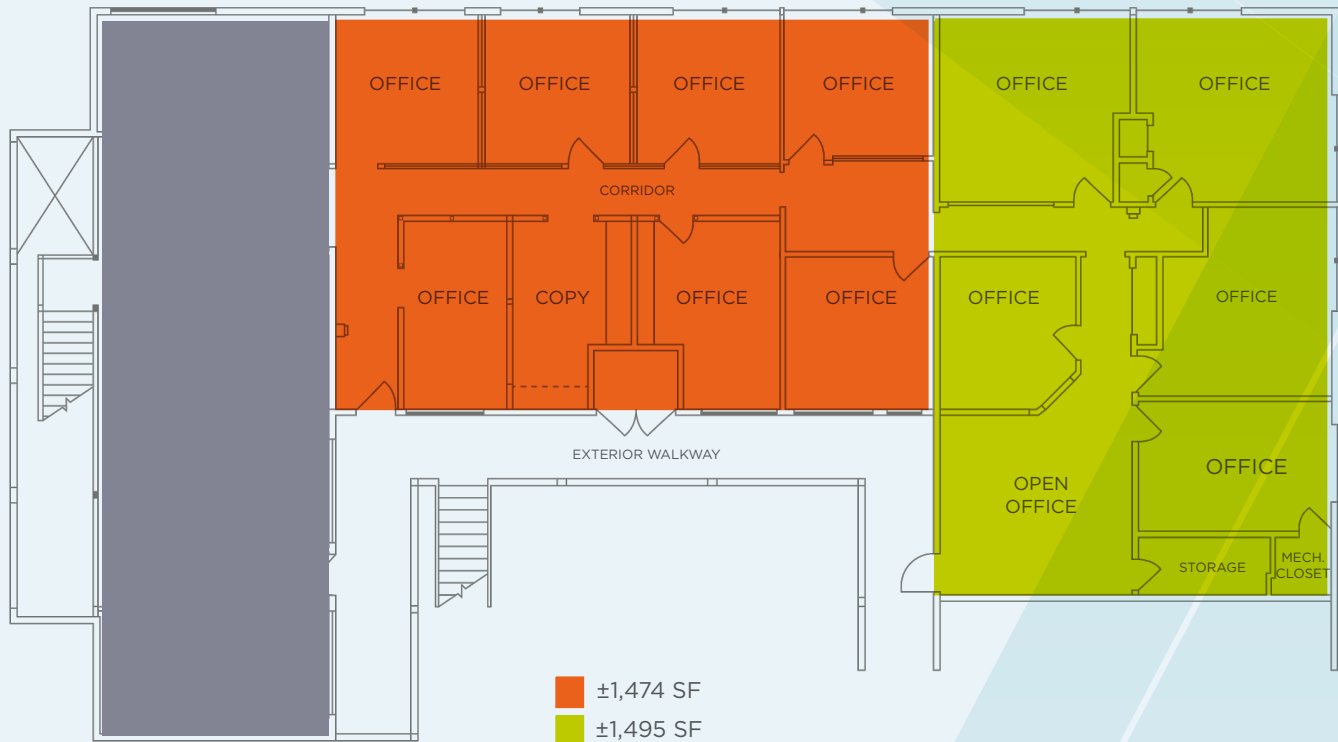 OFFICE
OFFICE
OFFICE
OFFICE
OFFICE
OFFICE
CORRIDOR
OFFICE
COPY
OFFICE
OFFICE
OFFICE
OFFICE
EXTERIOR WALKWAY
OPEN
OFFICE
OFFICE
STORAGE
MECH.
CLOSET
±1,474 SF
±1,495 SF